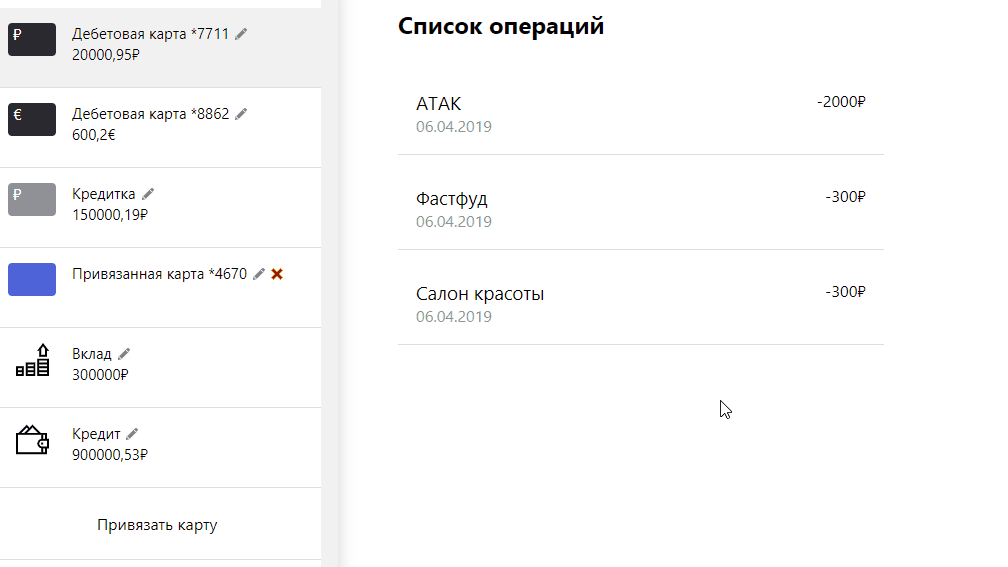 ₽
Дебетовая карта *7711
20000,95₽
€
Дебетовая карта *8862
600,2€
₽
Кредитка
150000,19₽
Привязанная карта *4670
Вклад
300000₽
Кредит
900000,53₽
Привязать карту
Список операций
АТАК
-2000₽
06.04.2019
Фастфуд
-300₽
06.04.2019
Салон красоты
-300₽
06.04.2019